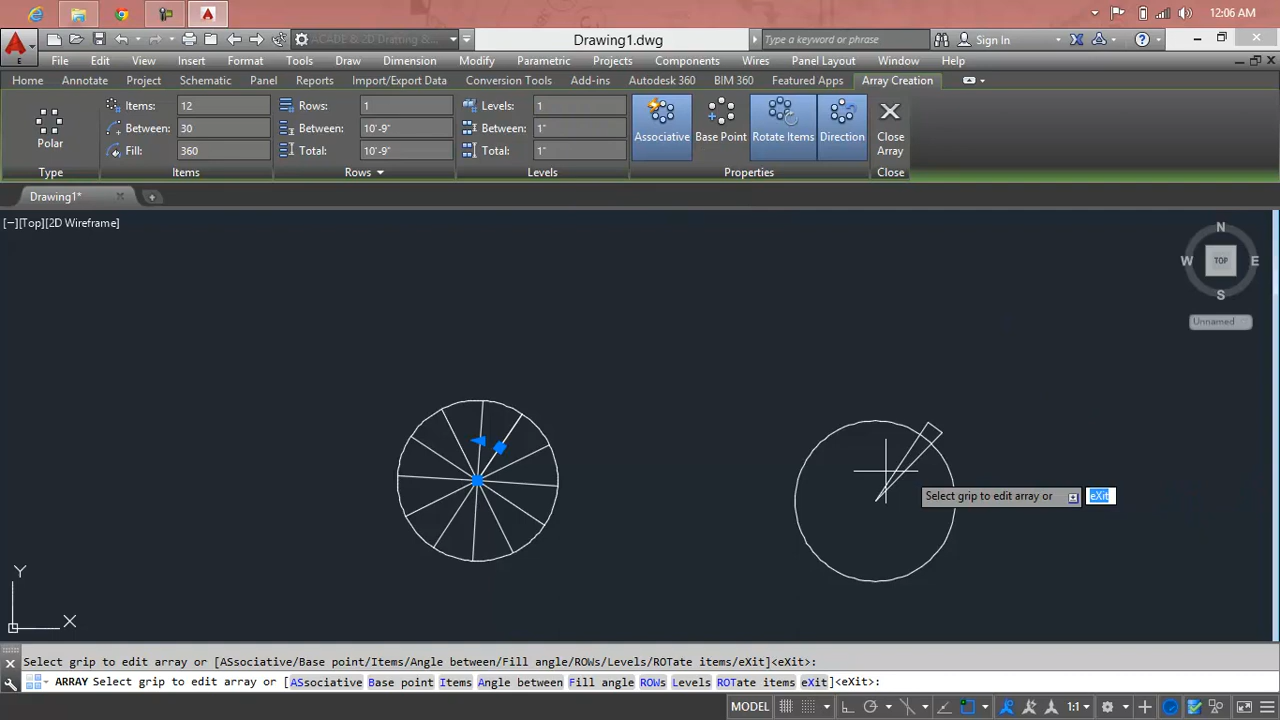 12:06 AM
ACADE & 2D Drafting &
Drawing1.dwg
Type a keyword or phrase
Sign In
E
File Edit View Insert Format Tools Draw Dimension Modify Parametric Projects Components Wires Panel Layout Window Help
Home Authoring Project Schematic Panel Reports Import/Export Data Conversion Tools Add-ins Autodesk 360 BIM 360 Featured Apps Array Creation
Items: 12 Rows: 1 Levels: 1
Between: 30 Between: 10'-9" Between: 1"
Fill: 360 Total: 10'-9" Total: 1"
Polar Associative Base Point Rotate Items Direction Close Array
Type Items Rows Levels Properties Close
Drawing1*
[−][Top][2D Wireframe]
N
W TOP E
S
Unnamed
Select grip to edit array or eXit
Y
X
Select grip to edit array or [ASsociative/Base point/Items/Angle between/Fill angle/ROWs/Levels/ROTate items/eXit]<eXit>:
ARRAY Select grip to edit array or [ASsociative Base point Items Angle between Fill angle ROWs Levels ROTate items eXit]<eXit>:
MODEL 1:1